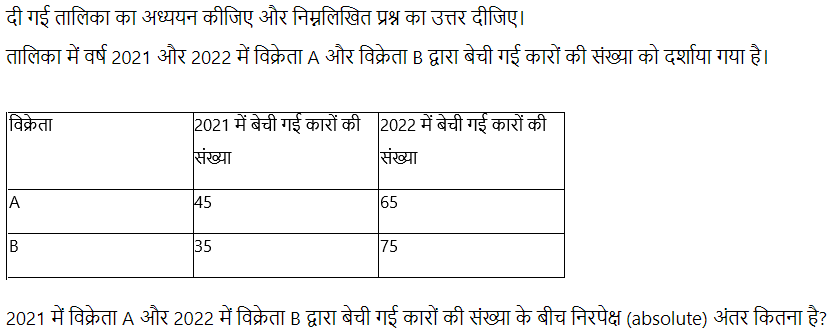 दी गई तालिका का अध्ययन कीजिए और निम्नलिखित प्रश्न का उत्तर दीजिए।
तालिका में वर्ष 2021 और 2022 में विक्रेता A और विक्रेता B द्वारा बेची गई कारों की संख्या को दर्शाया गया है।
विक्रेता 2021 में बेची गई कारों की 2022 में बेची गई कारों की
संख्या संख्या
A 45 65
B 35 75
2021 में विक्रेता A और 2022 में विक्रेता B द्वारा बेची गई कारों की संख्या के बीच निरपेक्ष (absolute) अंतर कितना है?